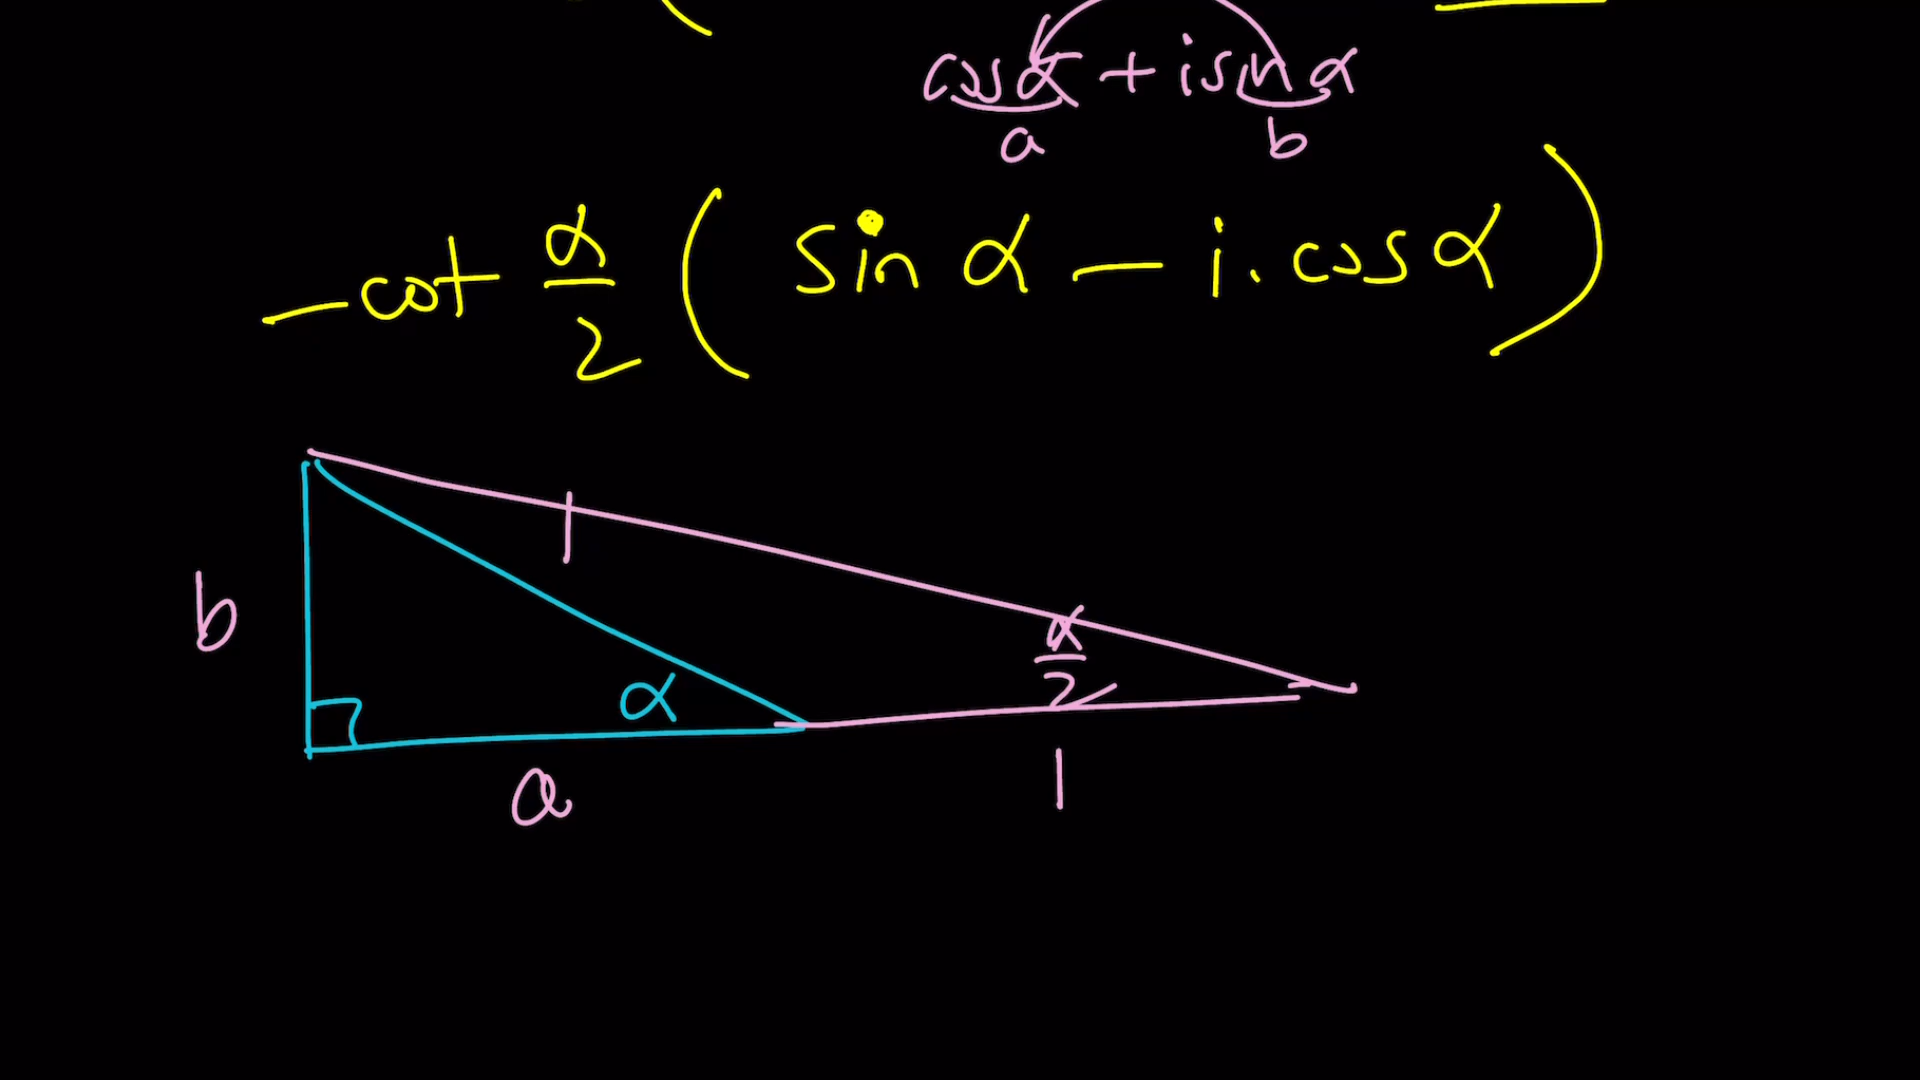 cos α + i sin α
a b
- cot α/2 ( sin α - i . cos α )
1
b
α/2
α
a 1